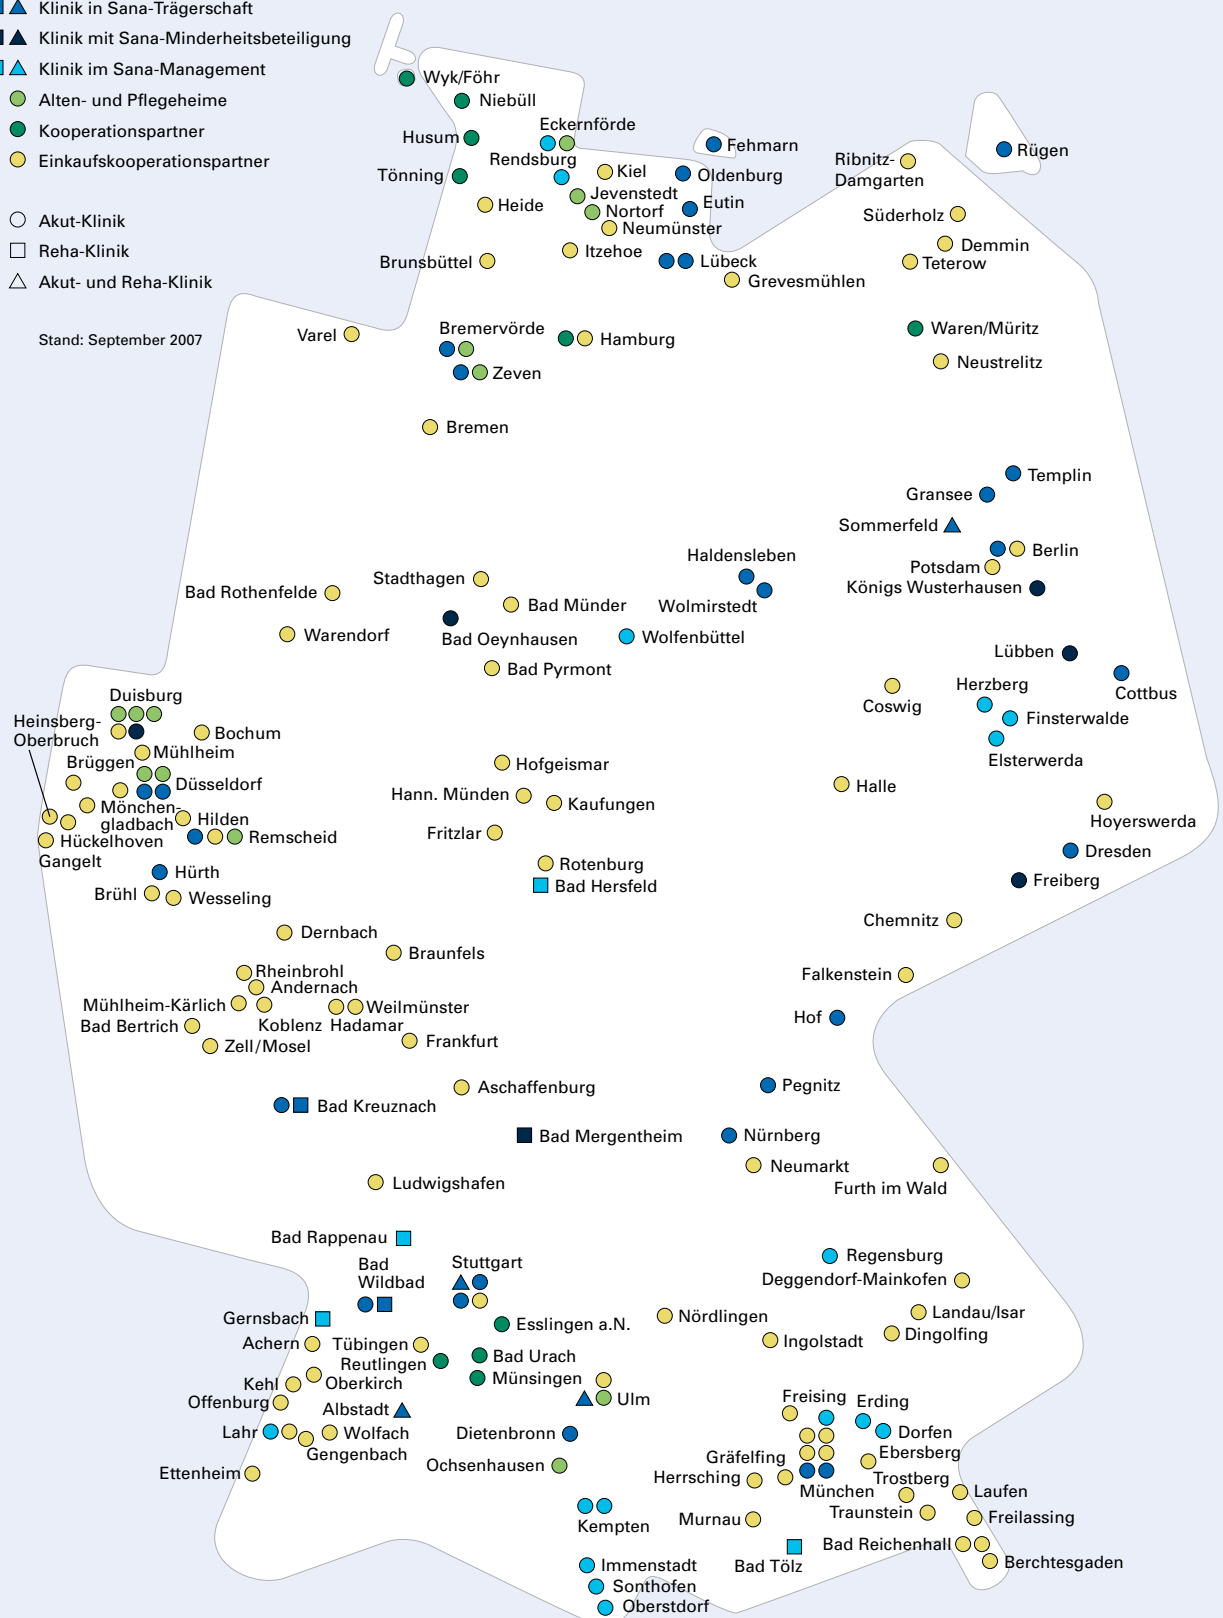 Klinik in Sana-Trägerschaft
Klinik mit Sana-Minderheitsbeteiligung
Klinik im Sana-Management
Alten- und Pflegeheime
Kooperationspartner
Einkaufskooperationspartner
Akut-Klinik
Reha-Klinik
Akut- und Reha-Klinik
Stand: September 2007
Wyk/Föhr
Niebüll
Eckernförde
Husum
Fehmarn
Rügen
Rendsburg
Ribnitz-
Damgarten
Kiel
Tönning
Oldenburg
Jevenstedt
Heide
Nortorf
Eutin
Süderholz
Neumünster
Demmin
Itzehoe
Brunsbüttel
Lübeck
Teterow
Grevesmühlen
Varel
Bremervörde
Hamburg
Waren/Müritz
Neustrelitz
Zeven
Bremen
Templin
Gransee
Sommerfeld
Berlin
Haldensleben
Potsdam
Stadthagen
Königs Wusterhausen
Bad Rothenfelde
Bad Münder
Wolmirstedt
Warendorf
Bad Oeynhausen
Wolfenbüttel
Lübben
Bad Pyrmont
Herzberg
Cottbus
Duisburg
Coswig
Finsterwalde
Heinsberg-
Oberbruch
Bochum
Mühlheim
Elsterwerda
Brüggen
Hofgeismar
Düsseldorf
Halle
Hann. Münden
Kaufungen
Mönchen-
gladbach
Hilden
Hoyerswerda
Fritzlar
Remscheid
Hückelhoven
Gangelt
Dresden
Rotenburg
Hürth
Bad Hersfeld
Freiberg
Brühl
Wesseling
Chemnitz
Dernbach
Braunfels
Rheinbrohl
Falkenstein
Andernach
Mühlheim-Kärlich
Weilmünster
Koblenz
Hadamar
Hof
Bad Bertrich
Zell/Mosel
Frankfurt
Aschaffenburg
Pegnitz
Bad Kreuznach
Bad Mergentheim
Nürnberg
Neumarkt
Ludwigshafen
Furth im Wald
Bad Rappenau
Regensburg
Bad
Wildbad
Stuttgart
Deggendorf-Mainkofen
Gernsbach
Esslingen a.N.
Nördlingen
Landau/Isar
Achern
Tübingen
Ingolstadt
Dingolfing
Reutlingen
Bad Urach
Kehl
Oberkirch
Münsingen
Offenburg
Ulm
Freising
Erding
Albstadt
Lahr
Wolfach
Dietenbronn
Dorfen
Gengenbach
Gräfelfing
Ebersberg
Ettenheim
Ochsenhausen
Herrsching
Trostberg
München
Laufen
Kempten
Murnau
Traunstein
Freilassing
Bad Reichenhall
Immenstadt
Bad Tölz
Berchtesgaden
Sonthofen
Oberstdorf